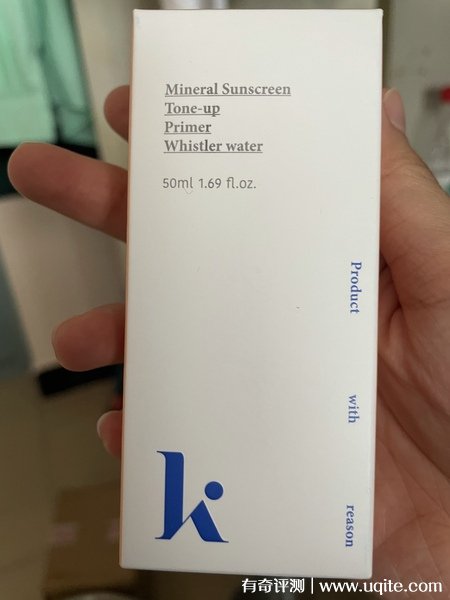 Mineral Sunscreen
Tone-up
Primer
Whistler water
50ml 1.69 fl.oz.
Product with reason
k
有奇评测 | www.uqite.com